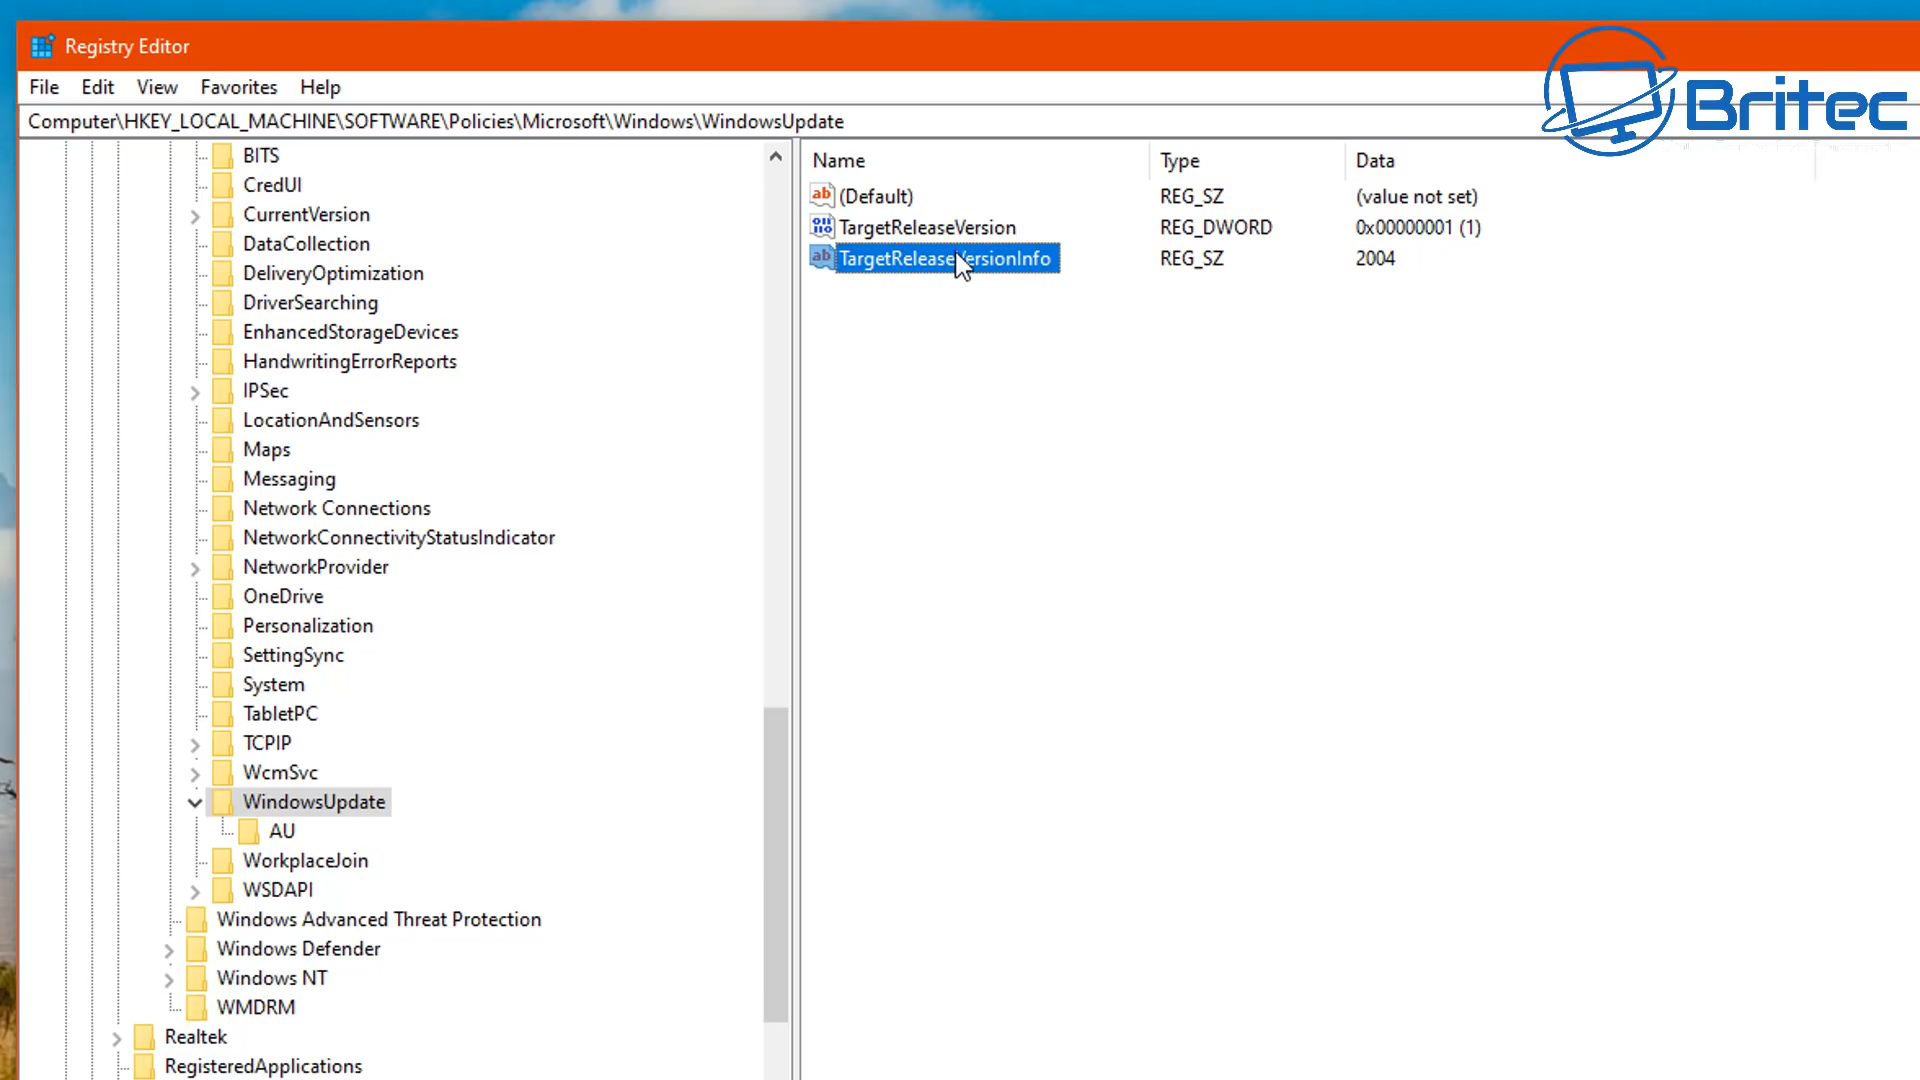 Registry Editor
Britec
File Edit View Favorites Help
Computer\HKEY_LOCAL_MACHINE\SOFTWARE\Policies\Microsoft\Windows\WindowsUpdate
BITS
CredUI
CurrentVersion
DataCollection
DeliveryOptimization
DriverSearching
EnhancedStorageDevices
HandwritingErrorReports
IPSec
LocationAndSensors
Maps
Messaging
Network Connections
NetworkConnectivityStatusIndicator
NetworkProvider
OneDrive
Personalization
SettingSync
System
TabletPC
TCPIP
WcmSvc
WindowsUpdate
AU
WorkplaceJoin
WSDAPI
Windows Advanced Threat Protection
Windows Defender
Windows NT
WMDRM
Realtek
RegisteredApplications
Name Type Data
(Default) REG_SZ (value not set)
TargetReleaseVersion REG_DWORD 0x00000001 (1)
TargetReleaseVersionInfo REG_SZ 2004